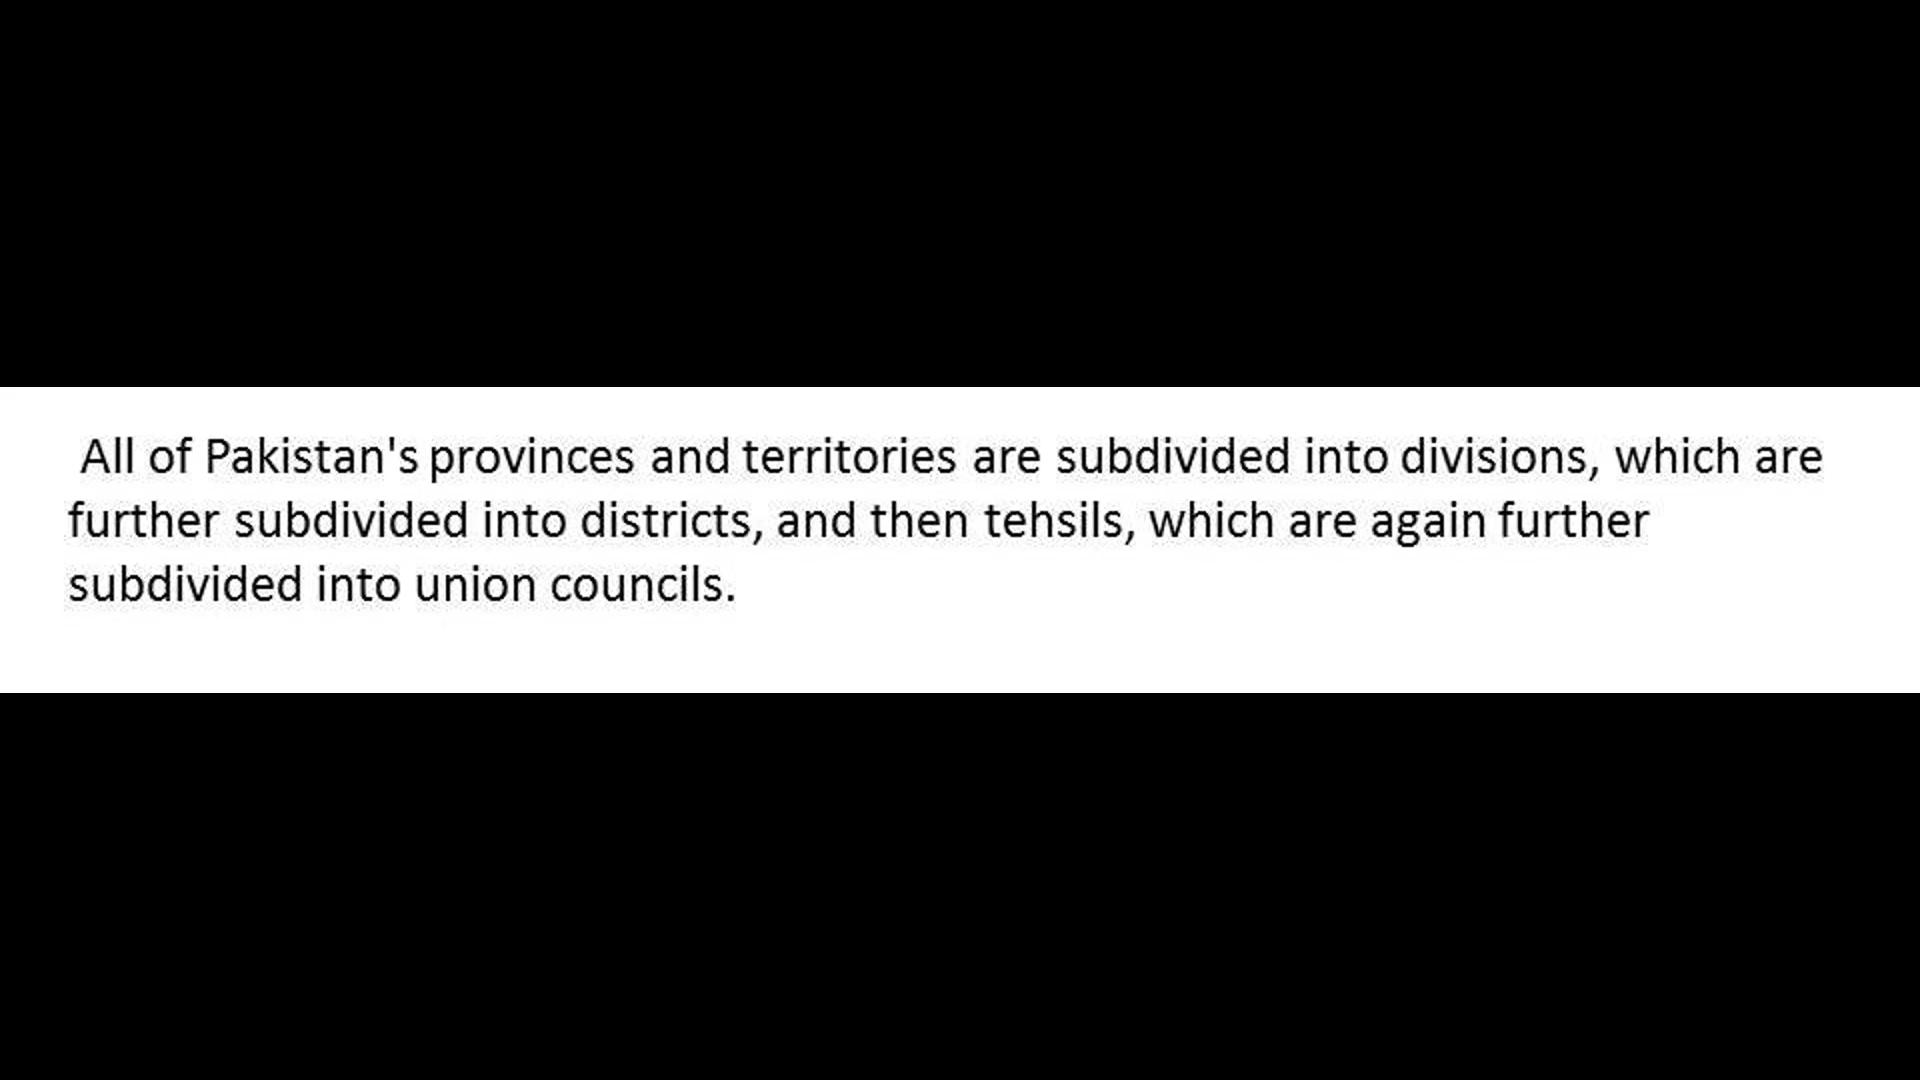 All of Pakistan's provinces and territories are subdivided into divisions, which are
further subdivided into districts, and then tehsils, which are again further
subdivided into union councils.